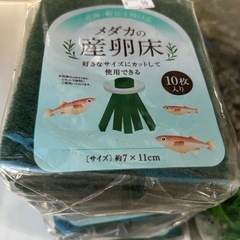 メダカの
産卵床
好きなサイズにカットして
使用できる
10枚
入り
[サイズ] 約7×11cm